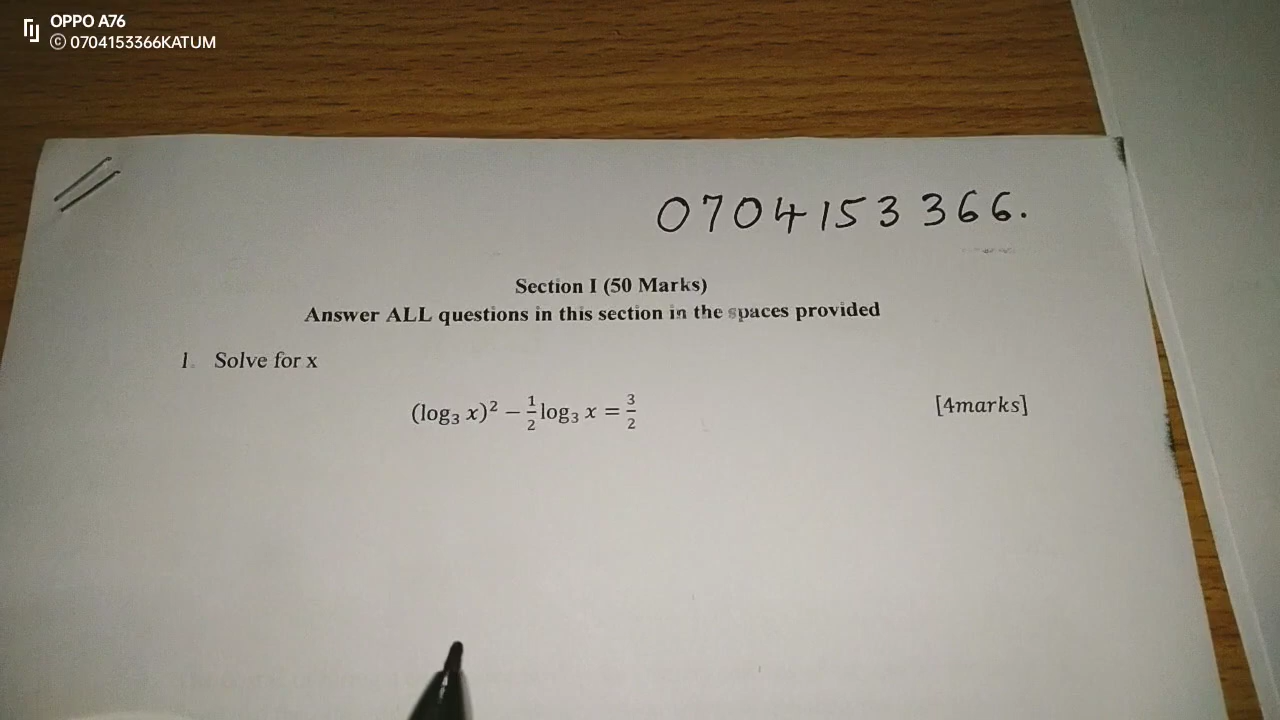 OPPO A76
© 0704153366KATUM
0704153366.
Section I (50 Marks)
Answer ALL questions in this section in the spaces provided
1. Solve for x
(log₃ x)² − 1/2 log₃ x = 3/2 [4marks]